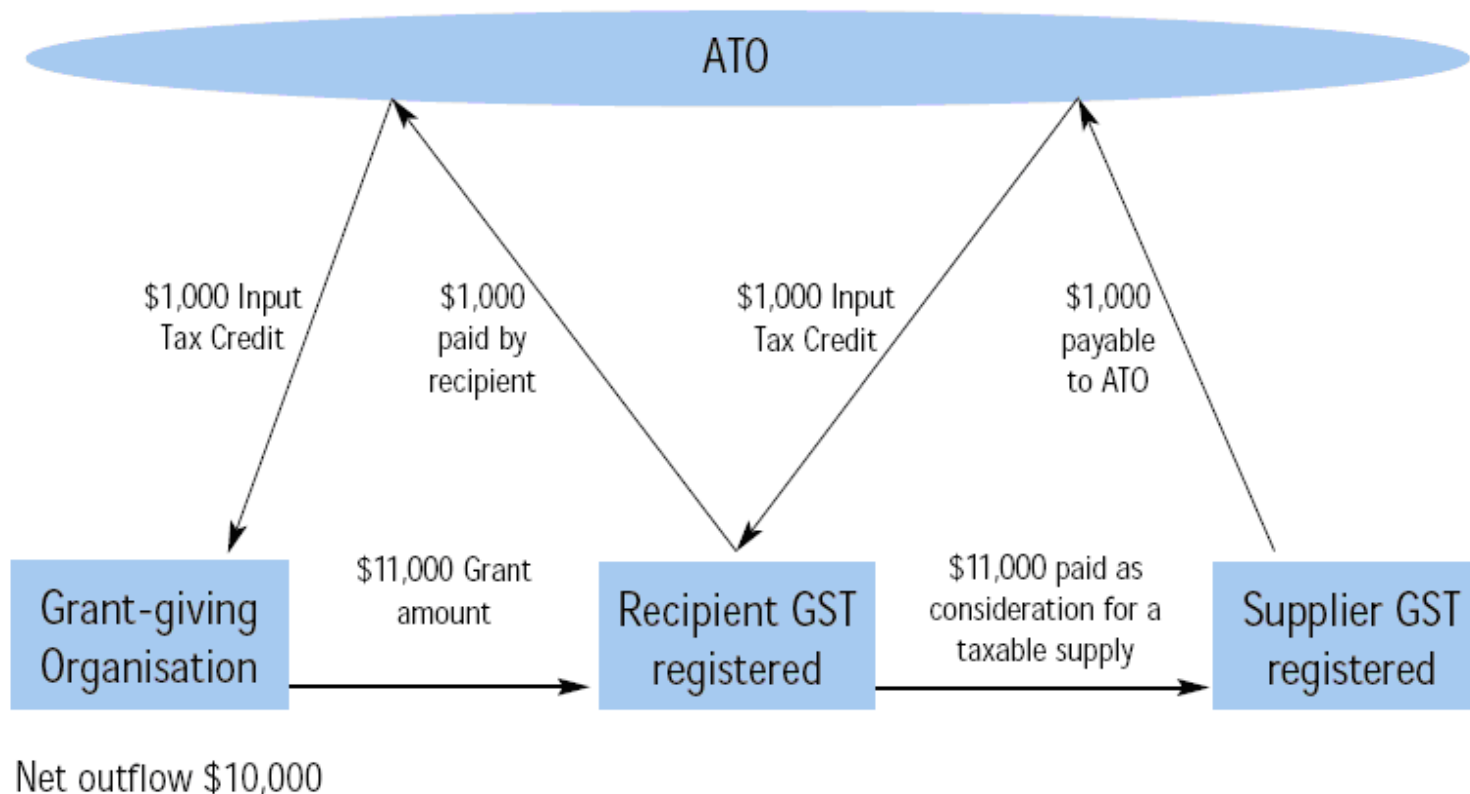 ATO
$1,000 Input
Tax Credit
$1,000
paid by
recipient
$1,000 Input
Tax Credit
$1,000
payable
to ATO
Grant-giving
Organisation
$11,000 Grant
amount
Recipient GST
registered
$11,000 paid as
consideration for a
taxable supply
Supplier GST
registered
Net outflow $10,000